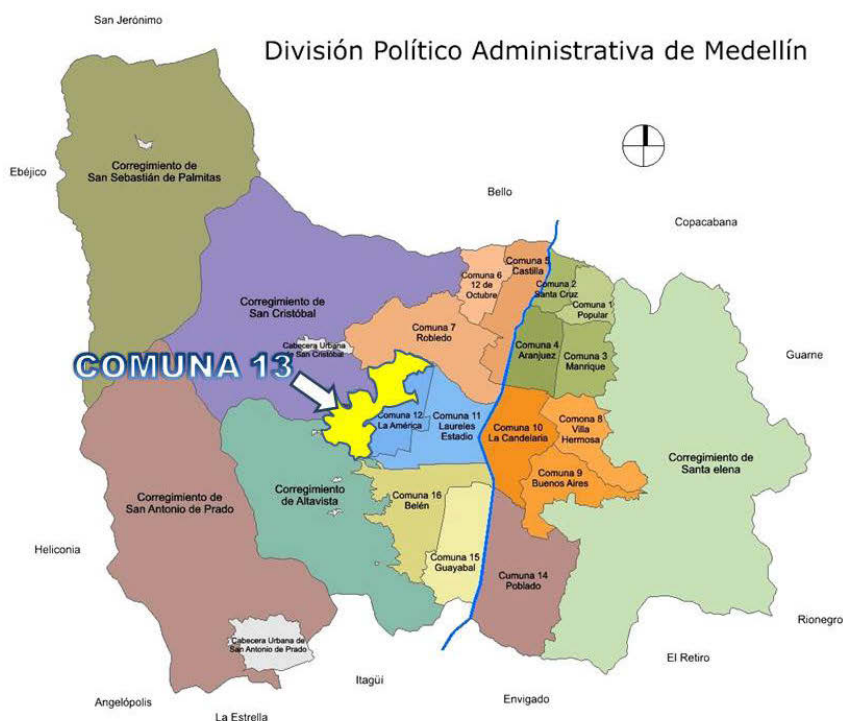 San Jerónimo
División Político Administrativa de Medellín
Ebéjico
Corregimiento de
San Sebastián de Palmitas
Bello
Copacabana
Comuna 5
Castilla
Comuna 6
12 de
Octubre
Comuna 2
Santa Cruz
Comuna 1
Popular
Corregimiento de
San Cristóbal
Comuna 7
Robledo
Comuna 4
Aranjuez
Comuna 3
Manrique
Guarne
Cabecera Urbana
de San Cristóbal
COMUNA 13
Comuna 12
La América
Comuna 11
Laureles
Estadio
Comuna 10
La Candelaria
Comona 8
Villa
Hermosa
Comuna 9
Buenos Aires
Corregimiento de
Santa elena
Corregimiento de
San Antonio de Prado
Corregimiento
de Altavista
Comuna 16
Belén
Comuna 15
Guayabal
Cumuna 14
Poblado
Heliconia
Rionegro
Cabecera Urbana de
San Antonio de Prado
El Retiro
Itagüí
Angelópolis
Envigado
La Estrella